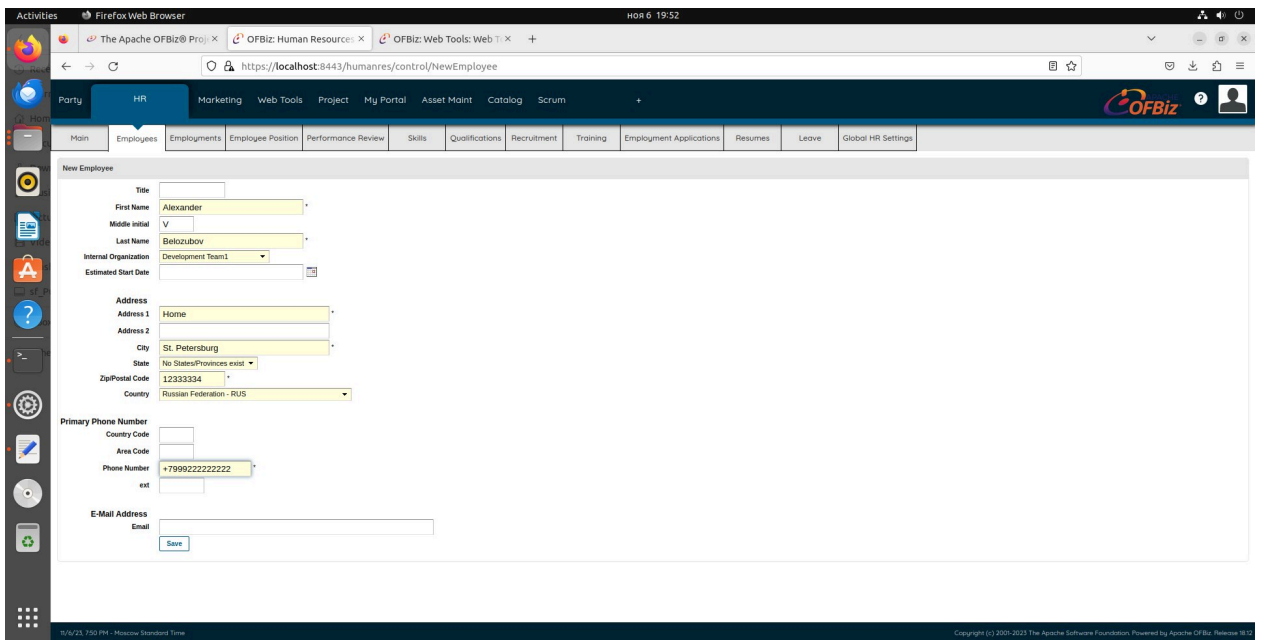 Activities Firefox Web Browser ноя 6 19:52
The Apache OFBiz® Proj × OFBiz: Human Resources: × OFBiz: Web Tools: Web Ti × +
https://localhost:8443/humanres/control/NewEmployee
Party HR Marketing Web Tools Project My Portal Asset Maint Catalog Scrum + OFBiz ?
Main Employees Employments Employee Position Performance Review Skills Qualifications Recruitment Training Employment Applications Resumes Leave Global HR Settings
New Employee
Title
First Name Alexander *
Middle initial V
Last Name Belozubov *
Internal Organization Development Team1
Estimated Start Date
Address
Address 1 Home *
Address 2
City St. Petersburg *
State No States/Provinces exist
Zip/Postal Code 12333334 *
Country Russian Federation - RUS
Primary Phone Number
Country Code
Area Code
Phone Number +7999222222222 *
ext
E-Mail Address
Email
Save
11/6/23, 7:50 PM - Moscow Standard Time Copyright (c) 2001-2023 The Apache Software Foundation. Powered by Apache OFBiz. Release 18.12